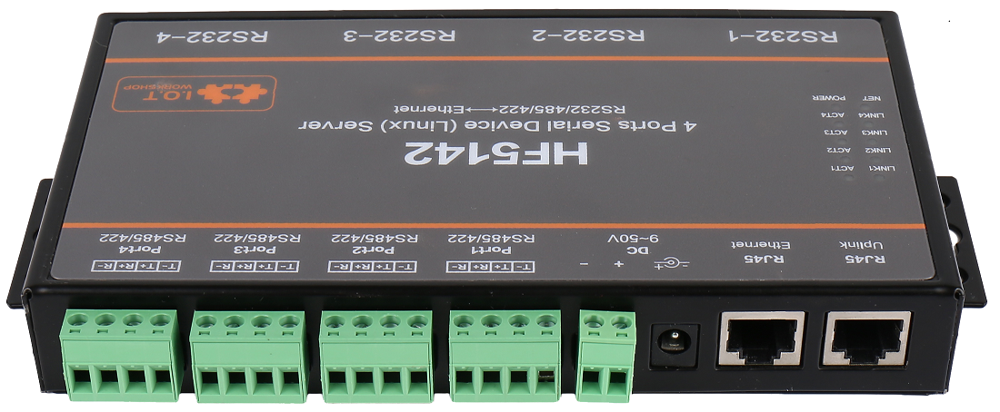 RJ45
Uplink
RJ45
Ethernet
DC
9~50V
+
-
T- T+ R+ R-
Port1
RS485/422
T- T+ R+ R-
Port2
RS485/422
T- T+ R+ R-
Port3
RS485/422
T- T+ R+ R-
Port4
RS485/422
LINK1 ACT1
LINK2 ACT2
LINK3 ACT3
LINK4 ACT4
NET POWER
HF5142
4 Ports Serial Device (Linux) Server
RS232/485/422↔Ethernet
I.O.T
WORKSHOP
RS232-1
RS232-2
RS232-3
RS232-4